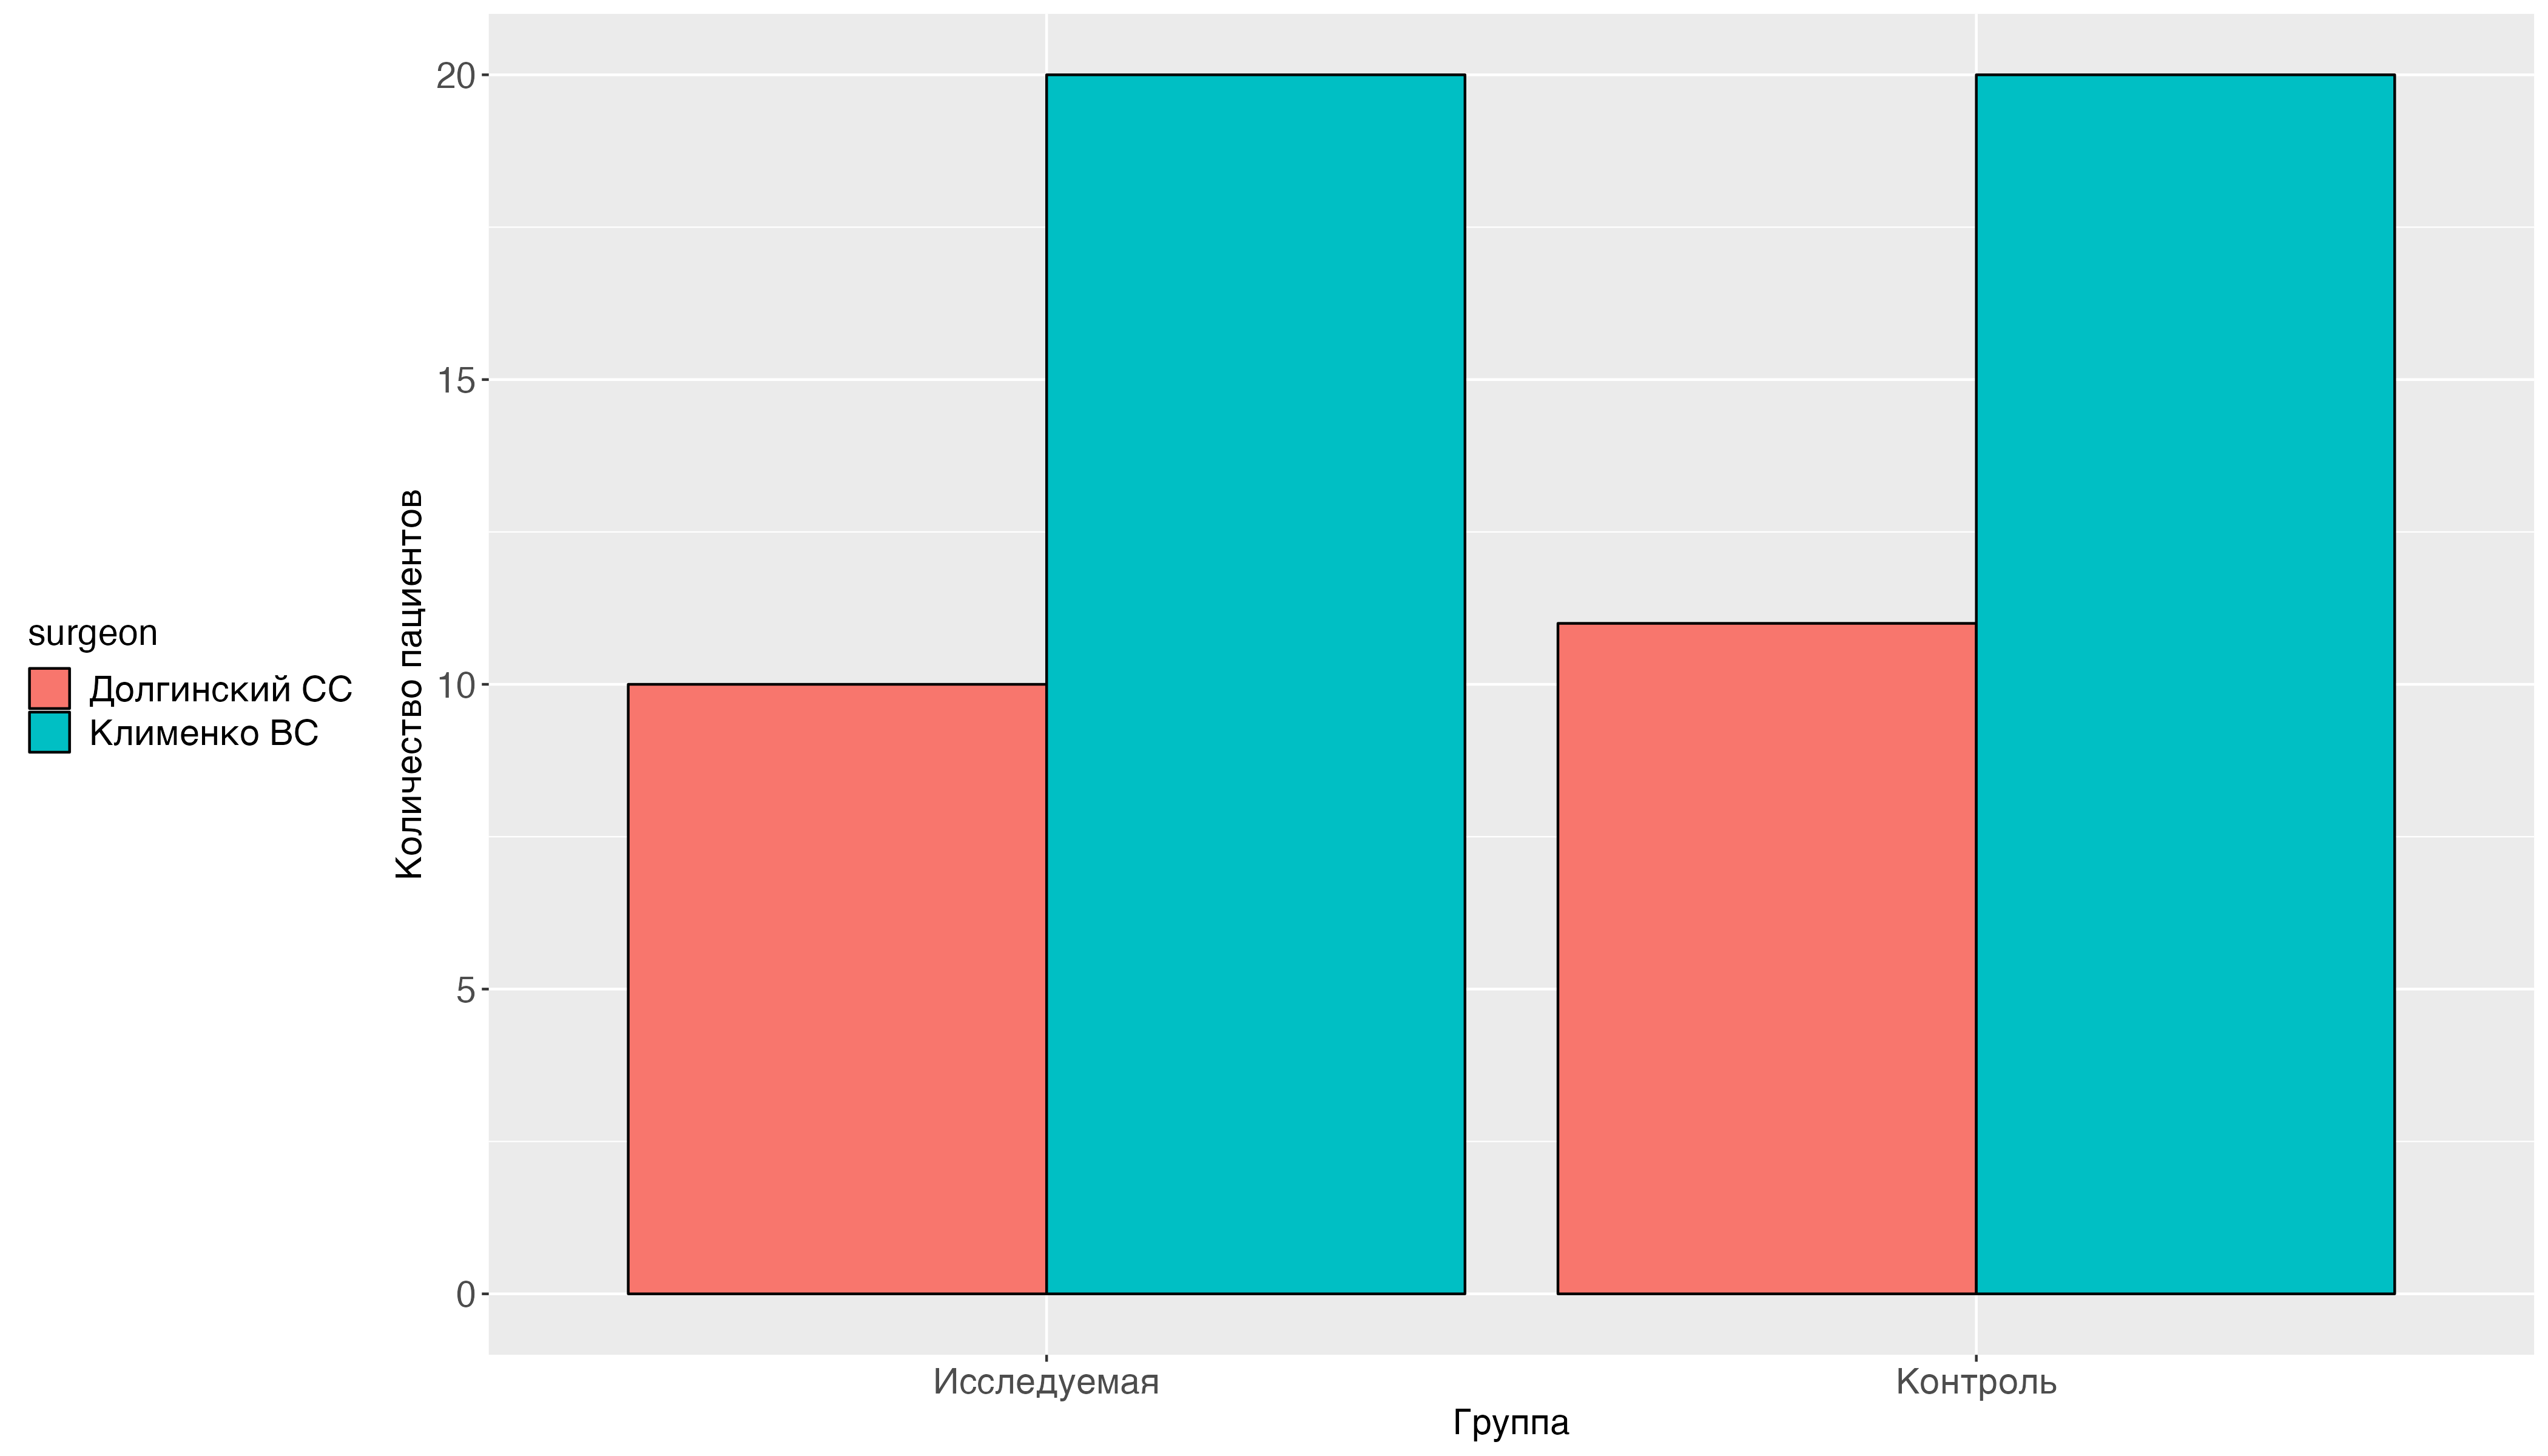 surgeon
Долгинский СС
Клименко ВС
Количество пациентов
20
15
10
5
0
Исследуемая
Контроль
Группа